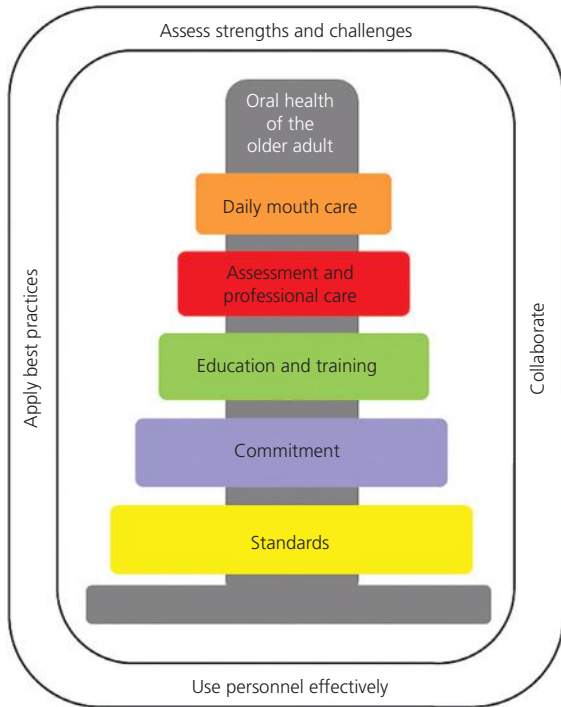 Assess strengths and challenges
Oral health
of the
older adult
Daily mouth care
Assessment and
professional care
Education and training
Commitment
Standards
Apply best practices
Collaborate
Use personnel effectively